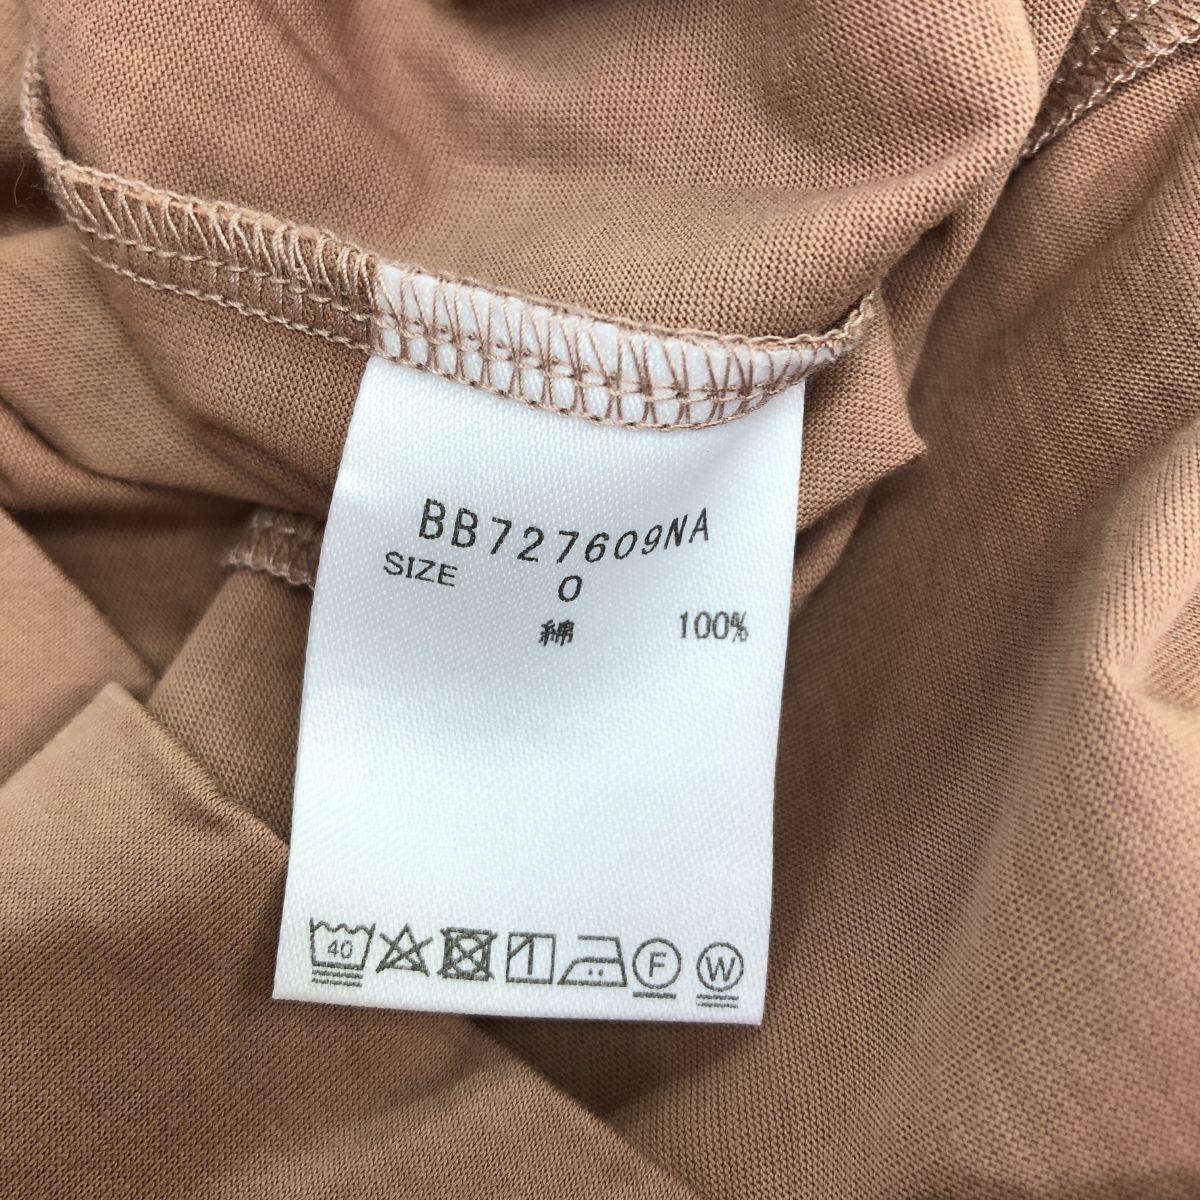 BB727609NA
SIZE 0
綿 100%
40 F W